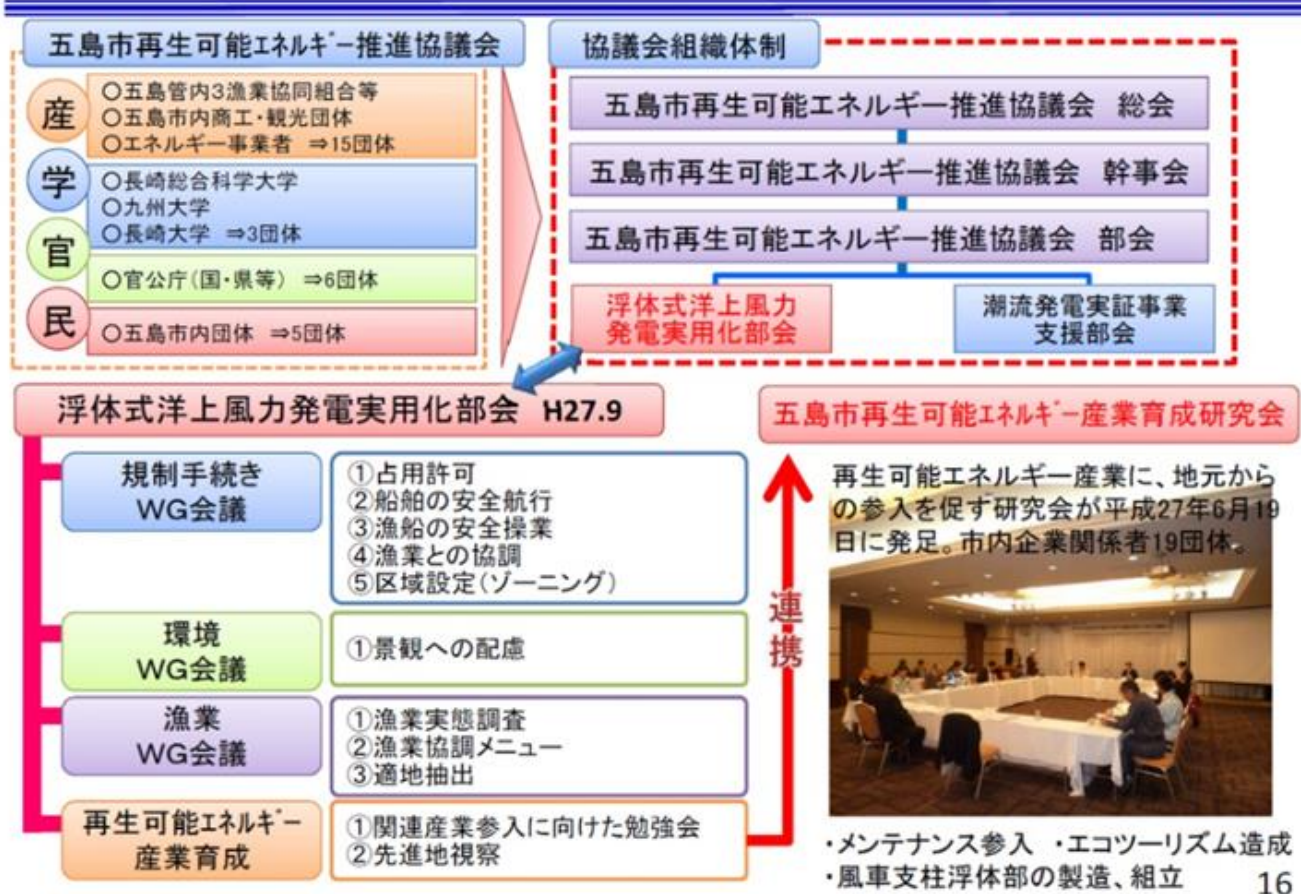 五島市再生可能ｴﾈﾙｷﾞｰ推進協議会
産
○五島管内3漁業協同組合等
○五島市内商工・観光団体
○エネルギー事業者 ⇒15団体
学
○長崎総合科学大学
○九州大学
○長崎大学 ⇒3団体
官
○官公庁(国・県等) ⇒6団体
民
○五島市内団体 ⇒5団体
協議会組織体制
五島市再生可能エネルギー推進協議会 総会
五島市再生可能エネルギー推進協議会 幹事会
五島市再生可能エネルギー推進協議会 部会
浮体式洋上風力
発電実用化部会
潮流発電実証事業
支援部会
浮体式洋上風力発電実用化部会 H27.9
規制手続き
WG会議
①占用許可
②船舶の安全航行
③漁船の安全操業
④漁業との協調
⑤区域設定(ゾーニング)
環境
WG会議
①景観への配慮
漁業
WG会議
①漁業実態調査
②漁業協調メニュー
③適地抽出
再生可能ｴﾈﾙｷﾞｰ
産業育成
①関連産業参入に向けた勉強会
②先進地視察
連携
五島市再生可能ｴﾈﾙｷﾞｰ産業育成研究会
再生可能エネルギー産業に、地元から
の参入を促す研究会が平成27年6月19
日に発足。市内企業関係者19団体。
・メンテナンス参入 ・エコツーリズム造成
・風車支柱浮体部の製造、組立
16